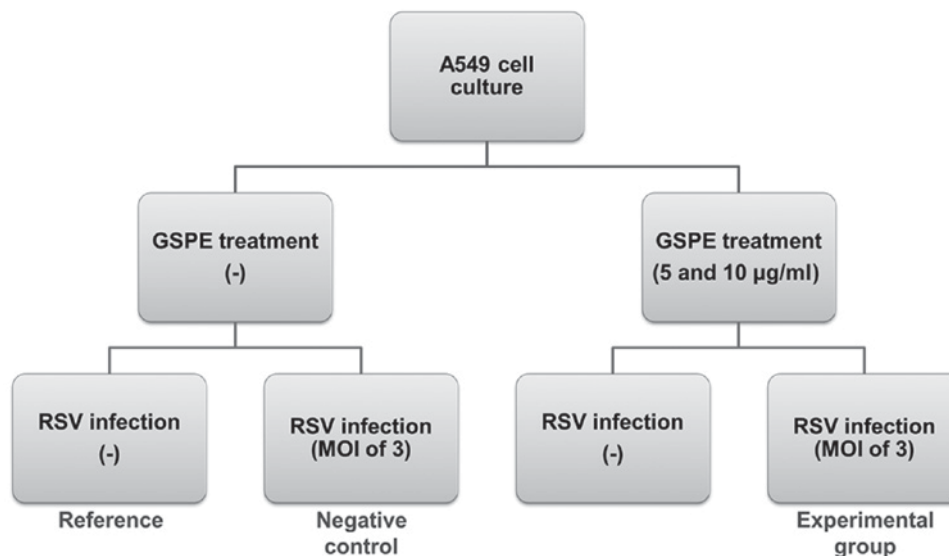 A549 cell
culture
GSPE treatment
(-)
GSPE treatment
(5 and 10 µg/ml)
RSV infection
(-)
RSV infection
(MOI of 3)
RSV infection
(-)
RSV infection
(MOI of 3)
Reference
Negative
control
Experimental
group